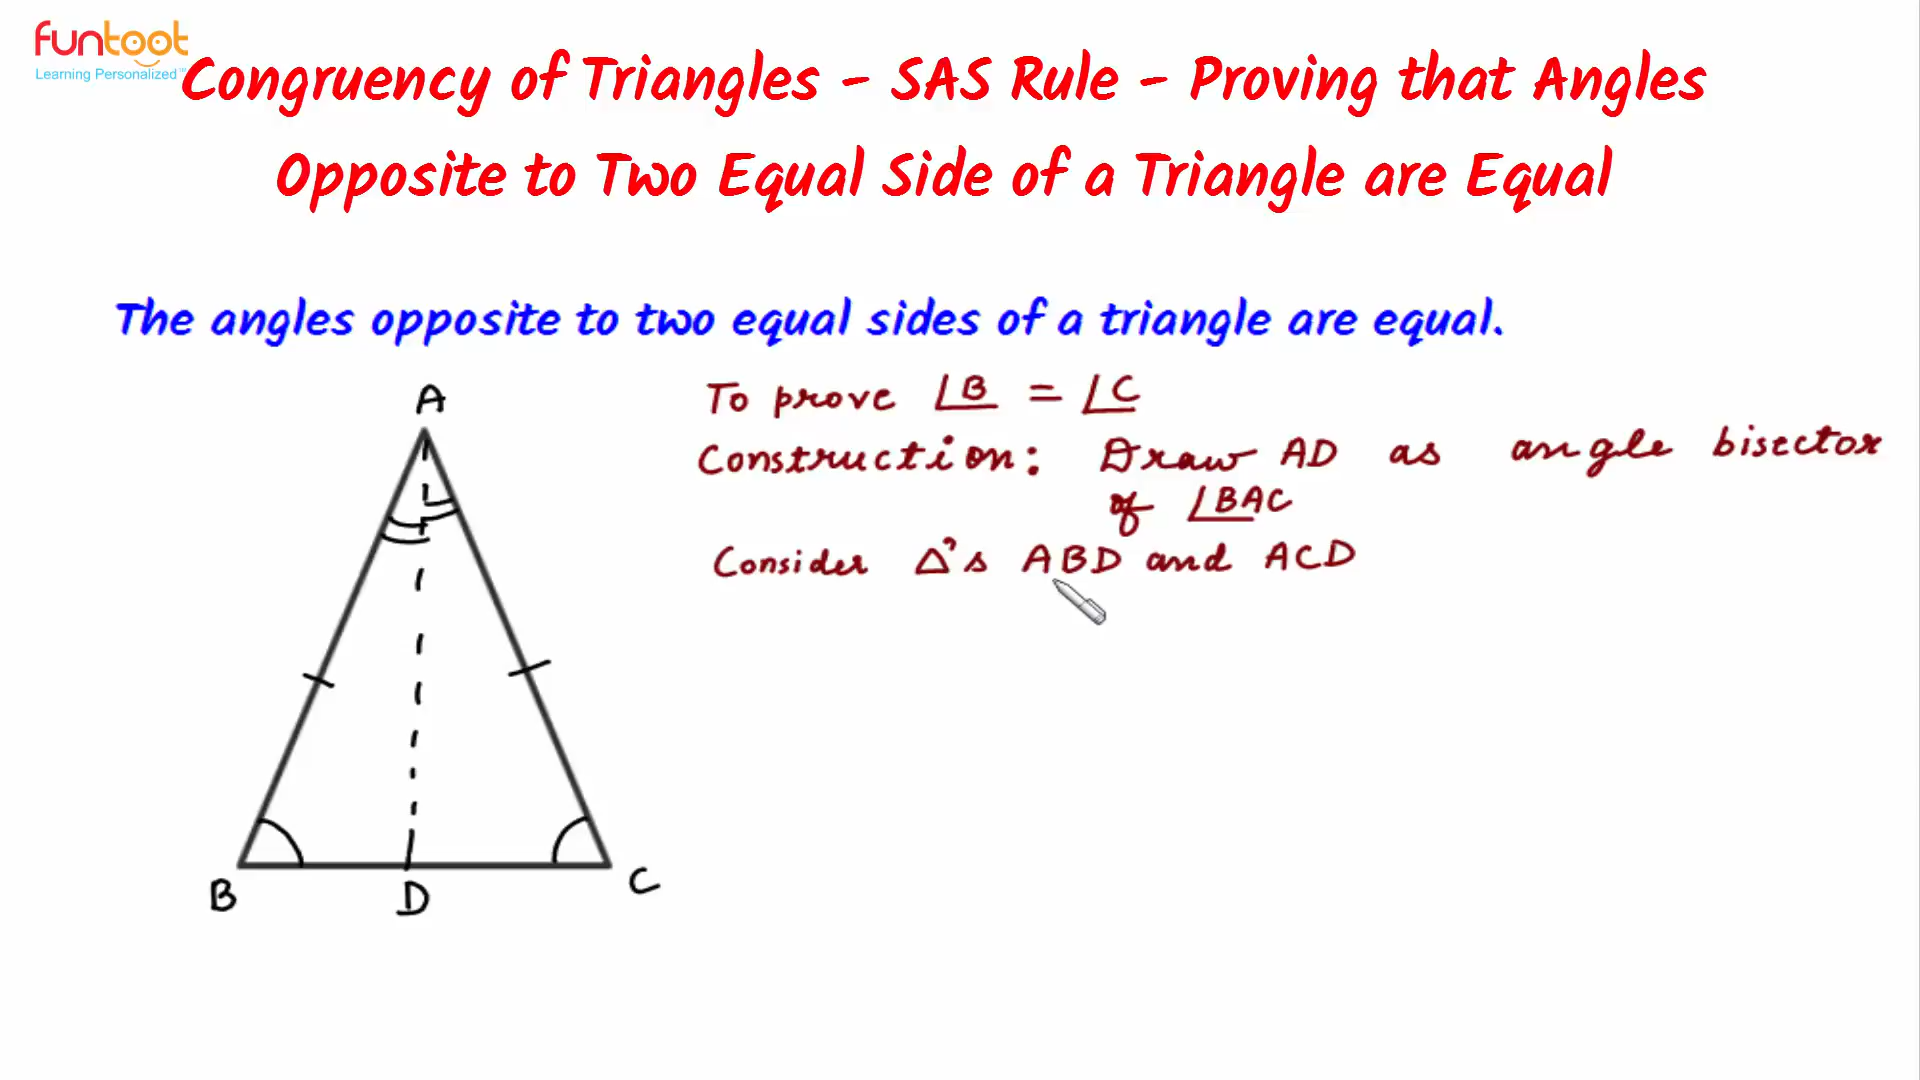 funtoot
Learning Personalized™
Congruency of Triangles - SAS Rule - Proving that Angles
Opposite to Two Equal Side of a Triangle are Equal
The angles opposite to two equal sides of a triangle are equal.
To prove ∠B = ∠C
Construction: Draw AD as angle bisector
of ∠BAC
Consider Δ's ABD and ACD
A
B
D
C